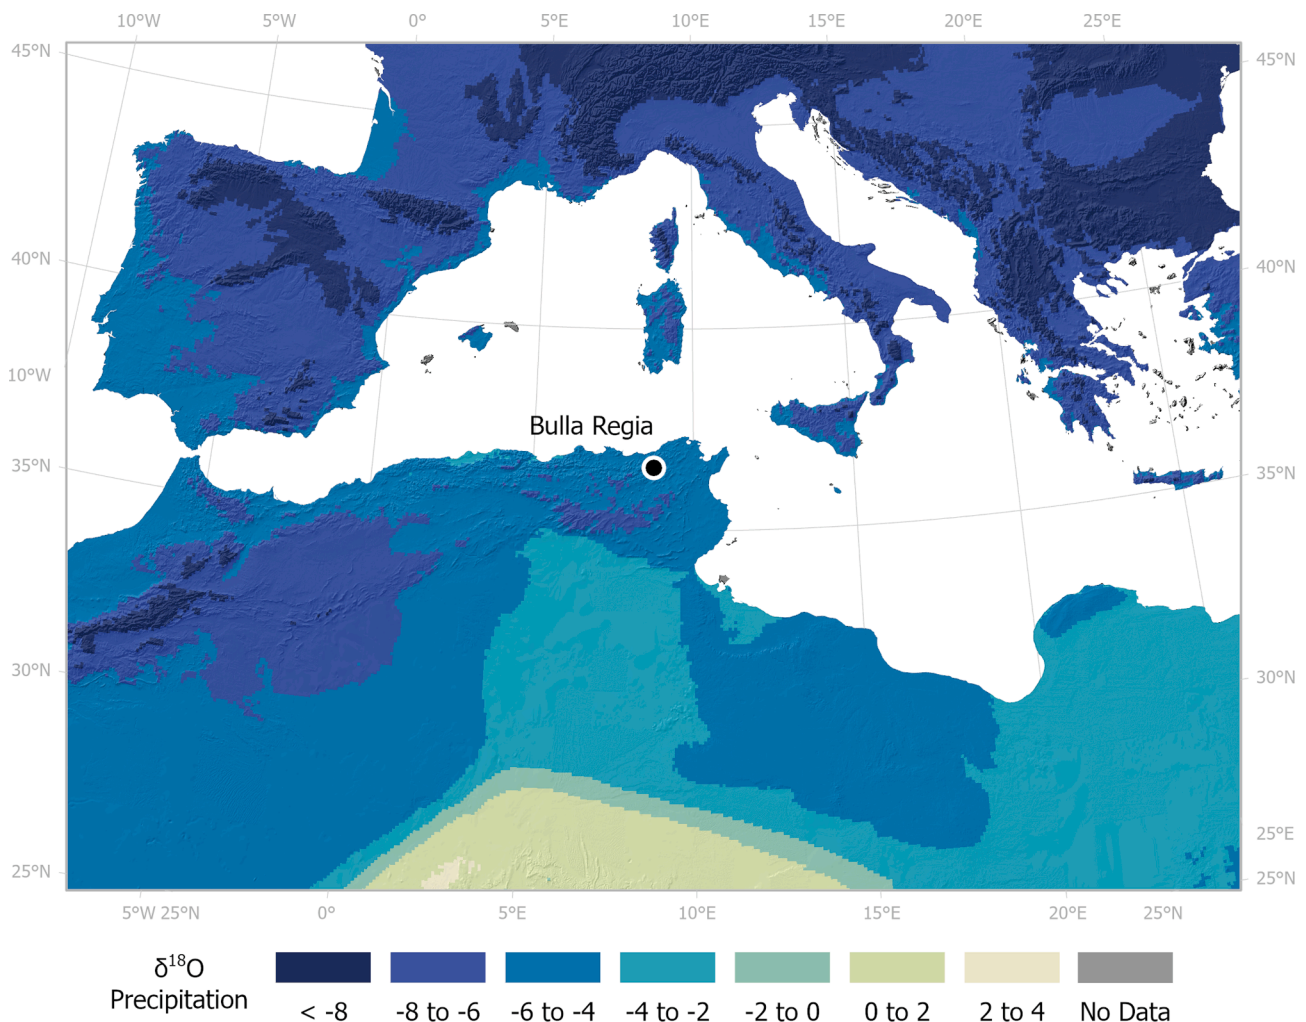 10°W 5°W 0° 5°E 10°E 15°E 20°E 25°E
45°N 45°N
40°N 40°N
10°W
Bulla Regia
35°N 35°N
30°N 30°N
25°E
25°N 25°N
5°W 25°N 0° 5°E 10°E 15°E 20°E 25°N
δ18O
Precipitation
< -8 -8 to -6 -6 to -4 -4 to -2 -2 to 0 0 to 2 2 to 4 No Data